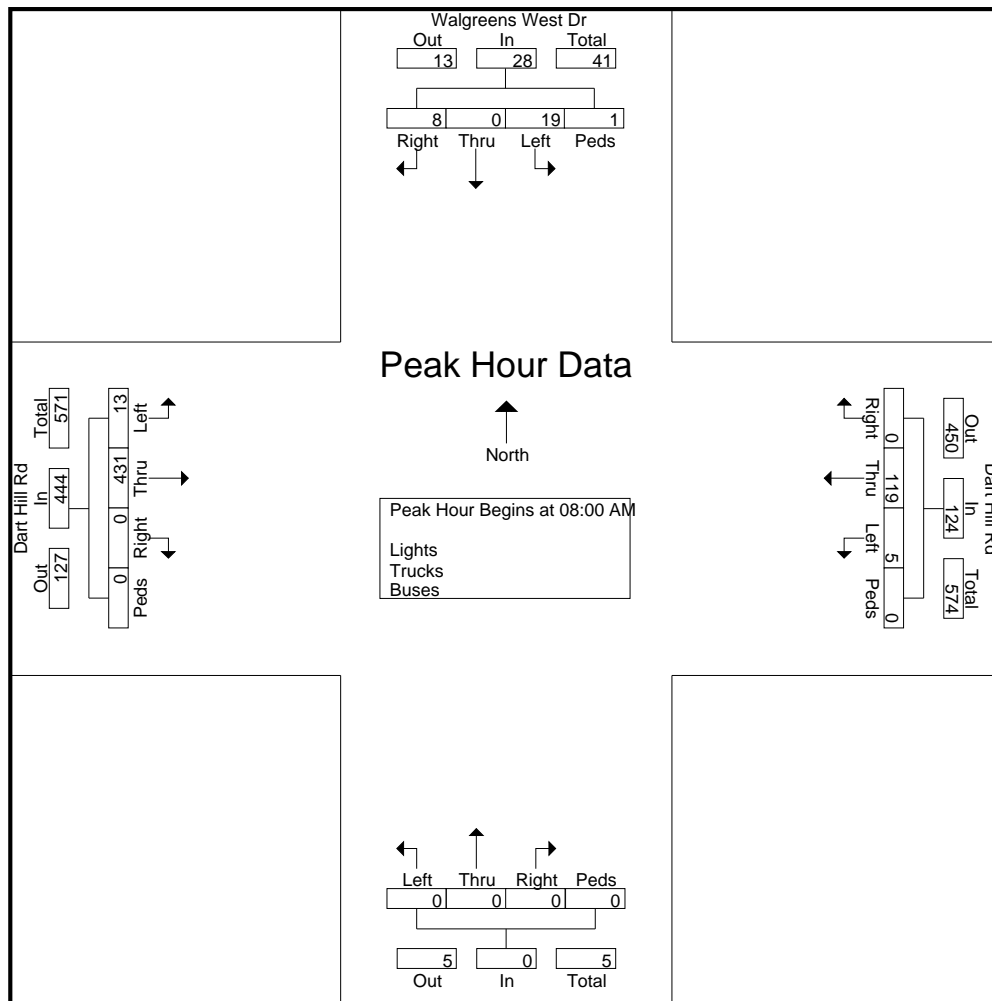 Walgreens West Dr
Out In Total
13 28 41
8 0 19 1
Right Thru Left Peds
Peak Hour Data
North
Peak Hour Begins at 08:00 AM
Lights
Trucks
Buses
Dart Hill Rd
Out In Total
127 444 571
13 431 0 0
Left Thru Right Peds
Dart Hill Rd
Out In Total
450 124 574
0 119 5 0
Right Thru Left Peds
Left Thru Right Peds
0 0 0 0
5 0 5
Out In Total